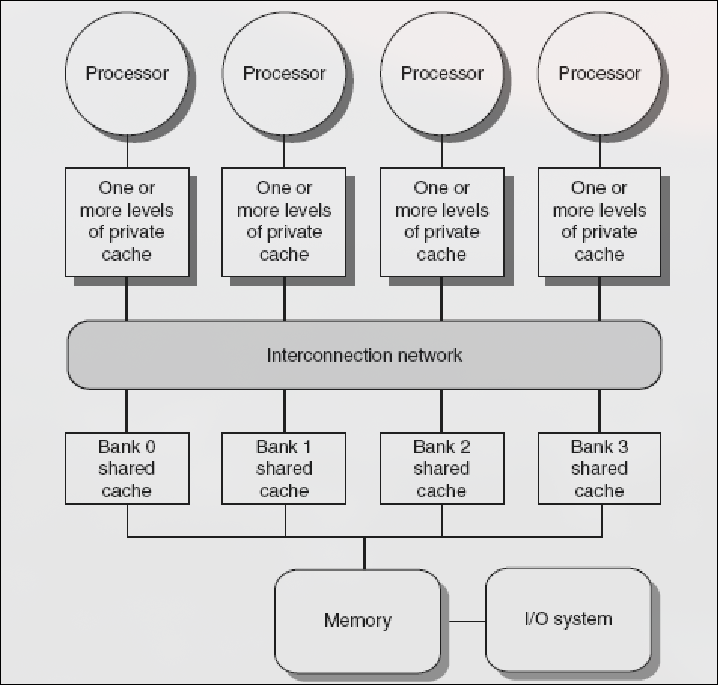 Processor
Processor
Processor
Processor
One or
more levels
of private
cache
One or
more levels
of private
cache
One or
more levels
of private
cache
One or
more levels
of private
cache
Interconnection network
Bank 0
shared
cache
Bank 1
shared
cache
Bank 2
shared
cache
Bank 3
shared
cache
Memory
I/O system